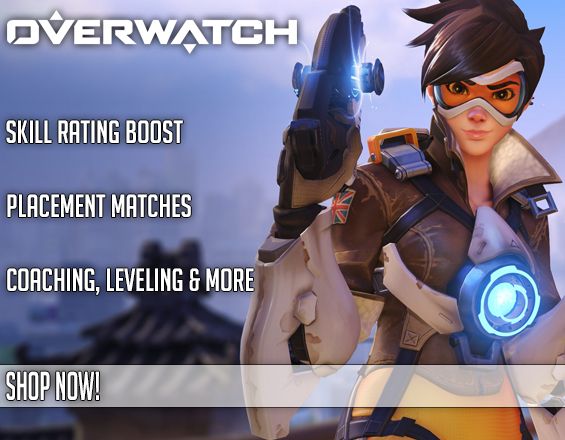 OVERWATCH
SKILL RATING BOOST
PLACEMENT MATCHES
COACHING, LEVELING & MORE
SHOP NOW!